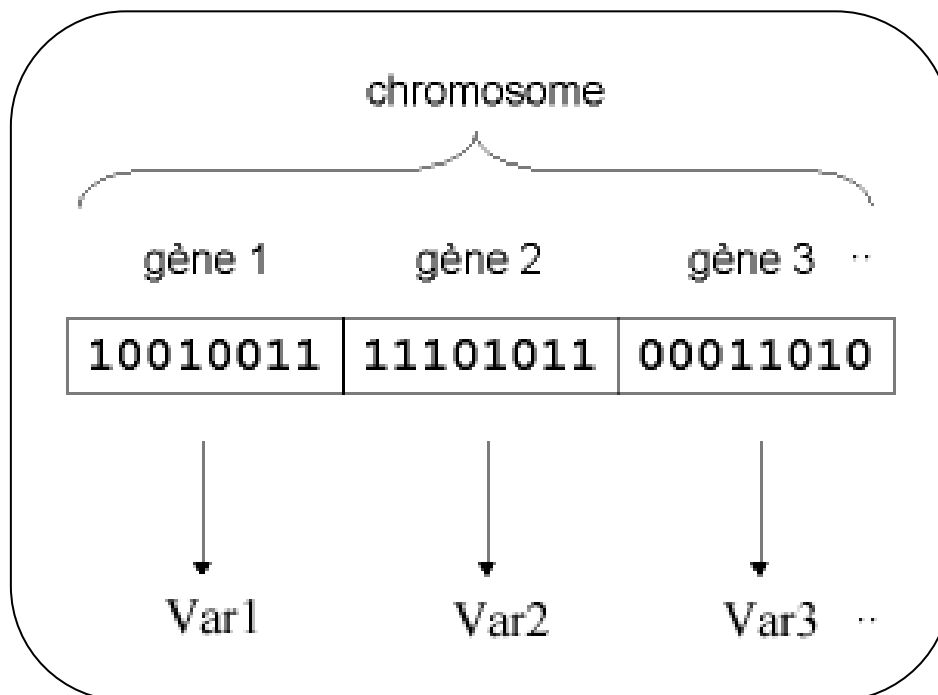 chromosome
gène 1 gène 2 gène 3 ..
10010011 11101011 00011010
Var1 Var2 Var3 ..